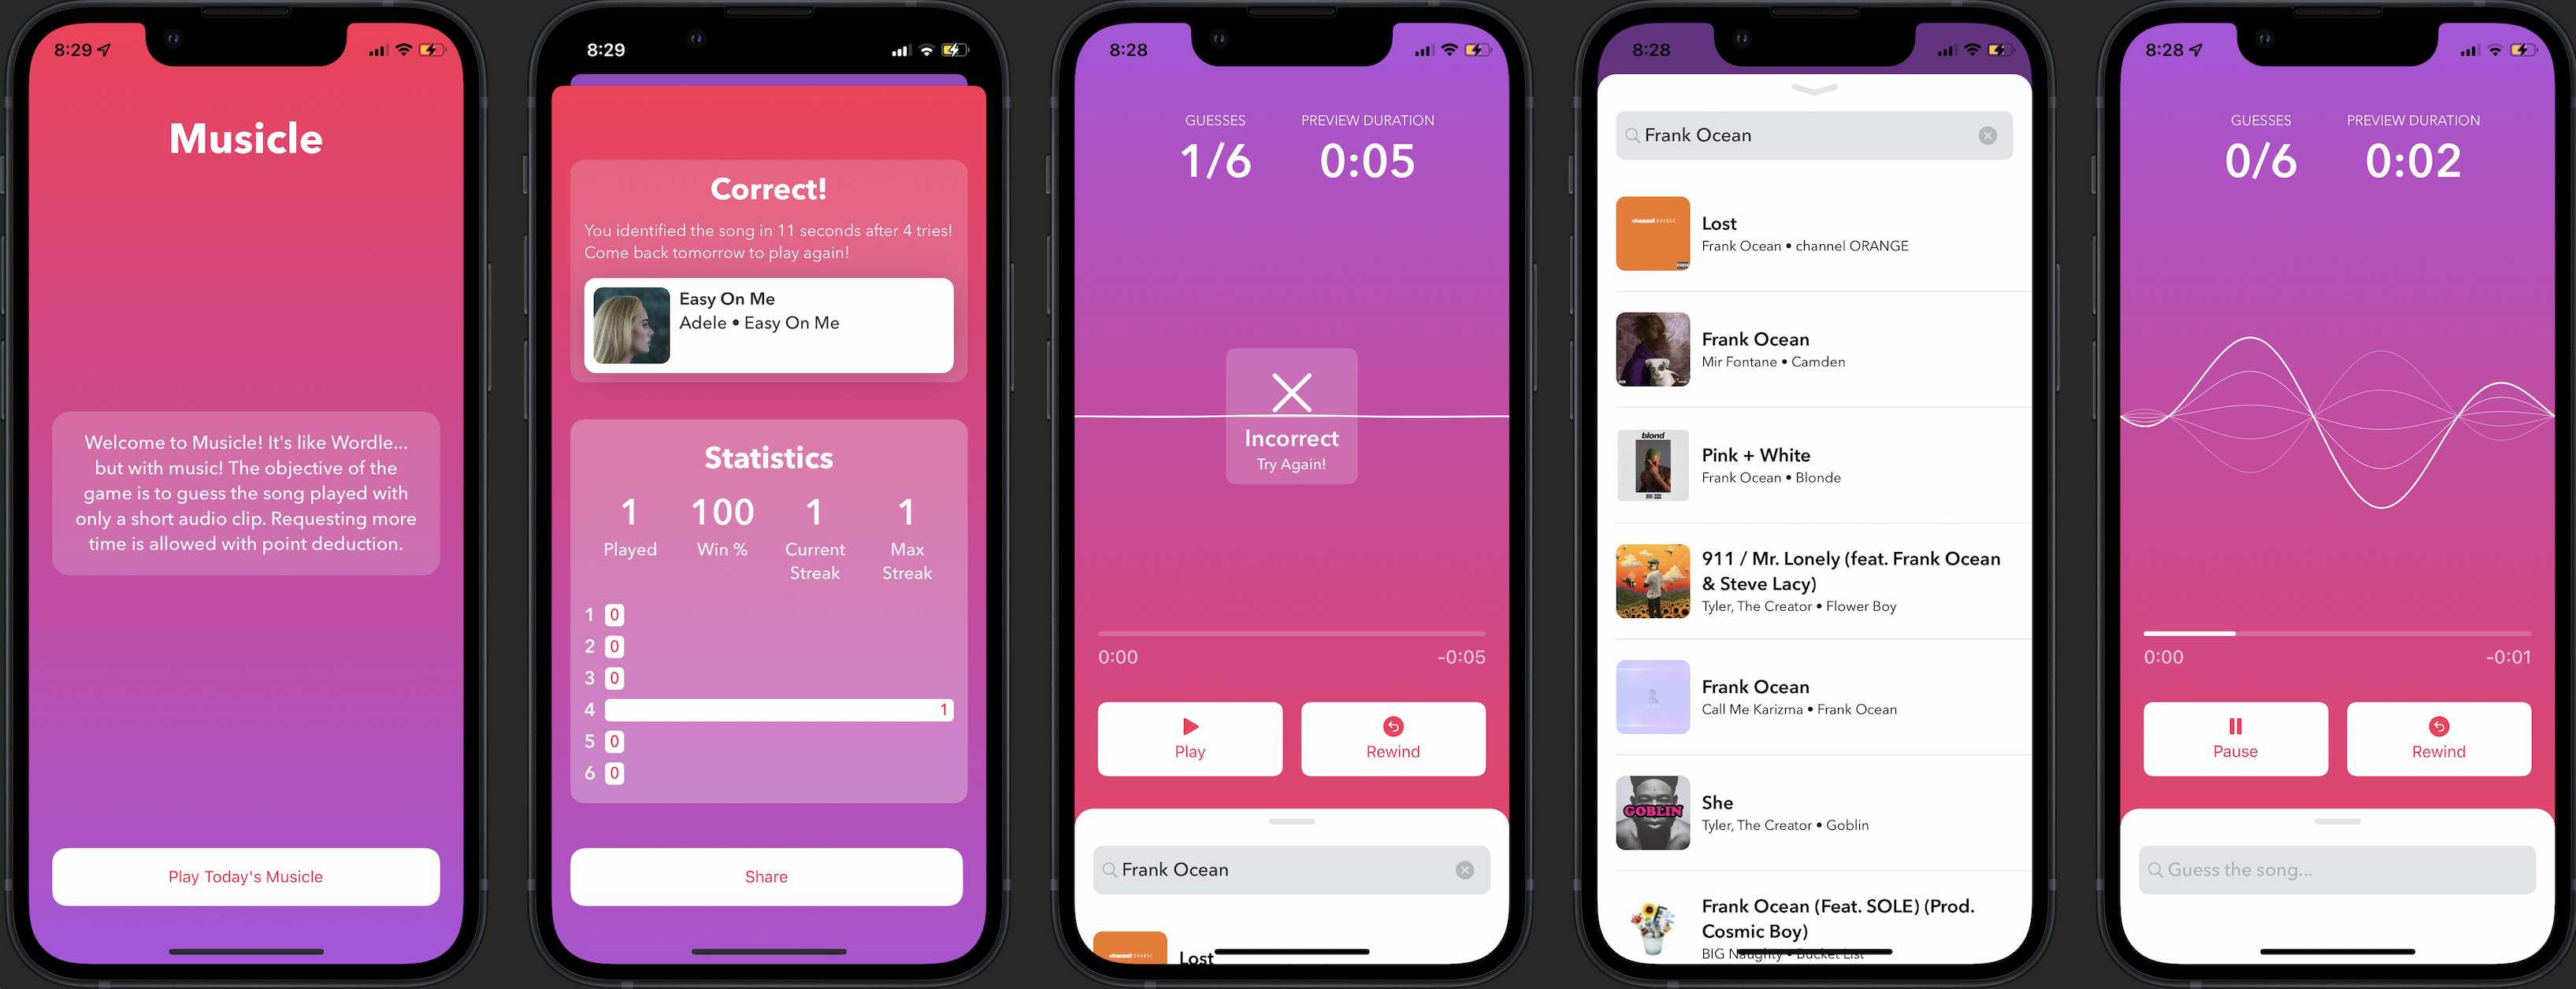 8:29
Musicle
Welcome to Musicle! It's like Wordle...
but with music! The objective of the
game is to guess the song played with
only a short audio clip. Requesting more
time is allowed with point deduction.
Play Today's Musicle
8:29
Correct!
You identified the song in 11 seconds after 4 tries!
Come back tomorrow to play again!
Easy On Me
Adele • Easy On Me
Statistics
1 100 1 1
Played Win % Current Streak Max Streak
1 0
2 0
3 0
4 1
5 0
6 0
Share
8:28
GUESSES PREVIEW DURATION
1/6 0:05
Incorrect
Try Again!
0:00 -0:05
Play Rewind
Frank Ocean
channel ORANGE
Lost
8:28
Frank Ocean
channel ORANGE
Lost
Frank Ocean • channel ORANGE
Frank Ocean
Mir Fontane • Camden
blond
Pink + White
Frank Ocean • Blonde
911 / Mr. Lonely (feat. Frank Ocean
& Steve Lacy)
Tyler, The Creator • Flower Boy
Frank Ocean
Call Me Karizma • Frank Ocean
GOBLIN
She
Tyler, The Creator • Goblin
Frank Ocean (Feat. SOLE) (Prod.
Cosmic Boy)
BIG Naughty • Bucket List
8:28
GUESSES PREVIEW DURATION
0/6 0:02
0:00 -0:01
Pause Rewind
Guess the song...